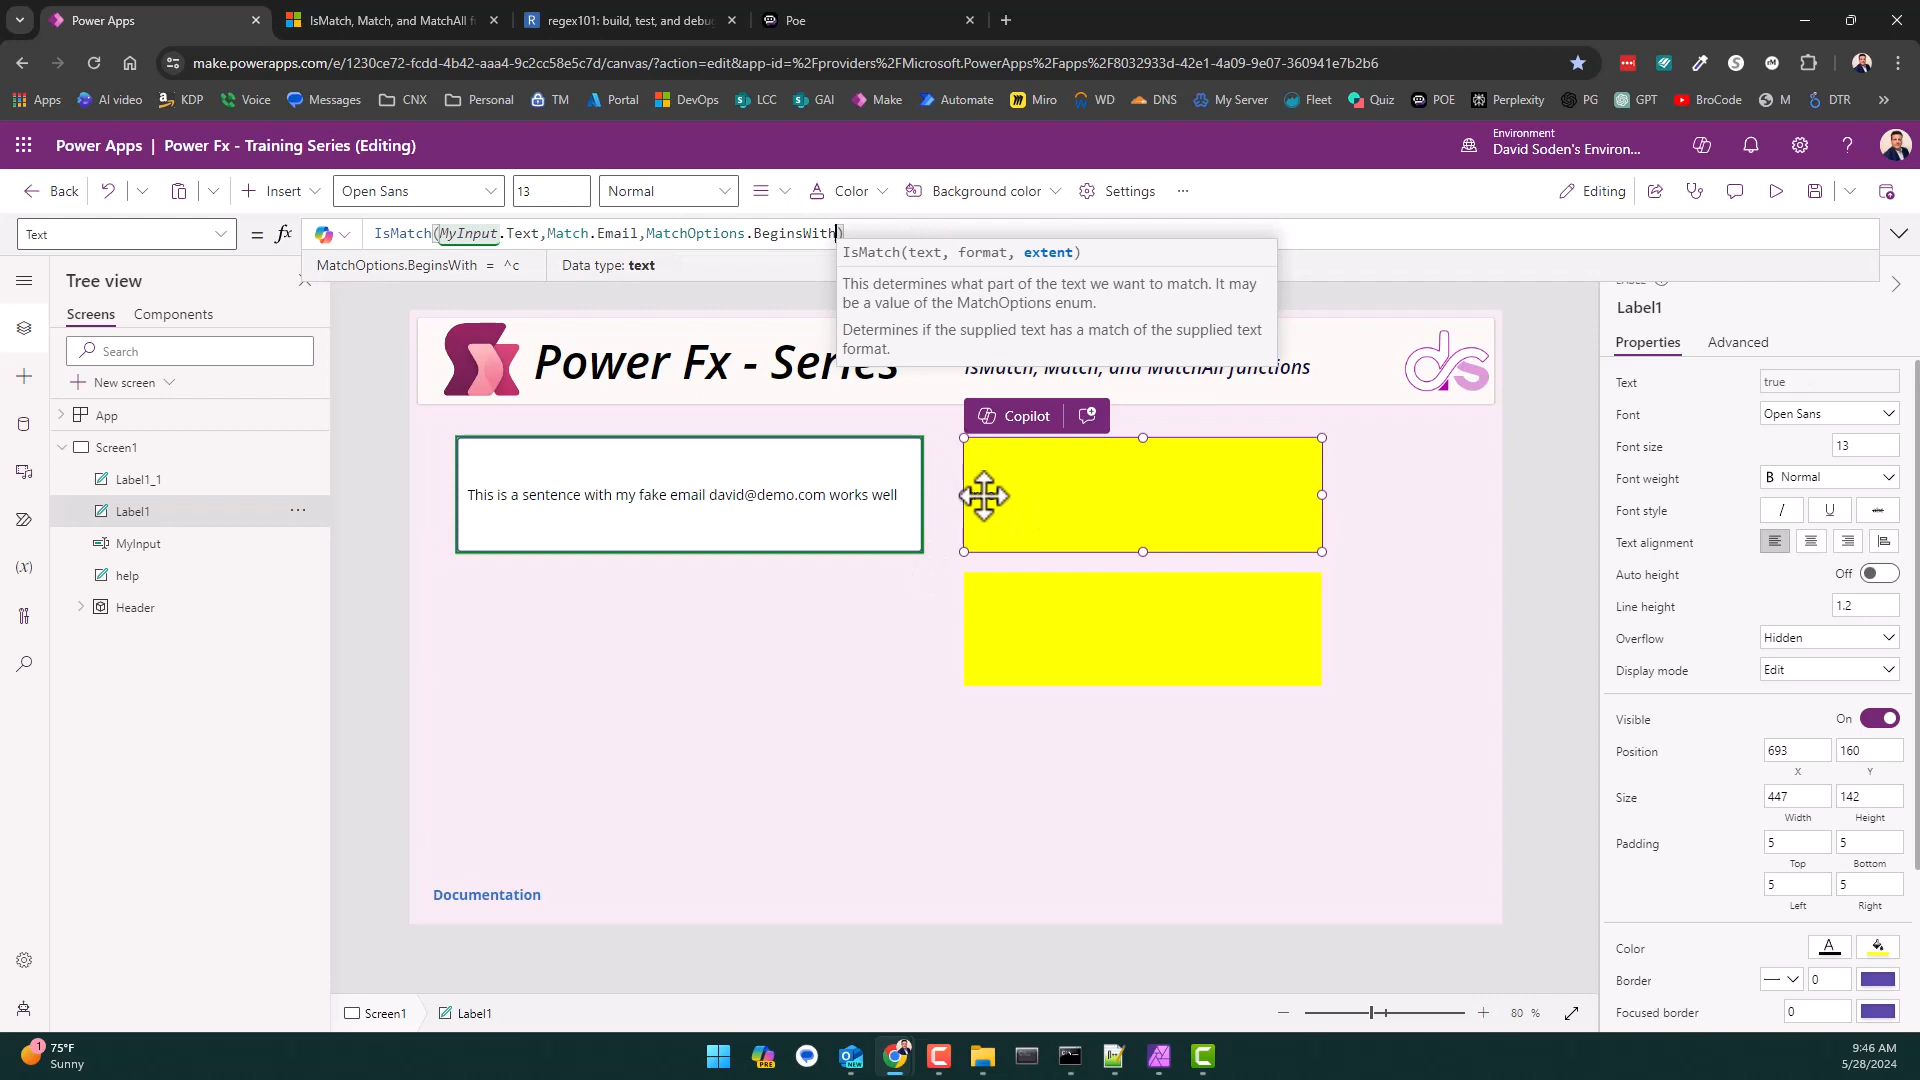 Power Apps
IsMatch, Match, and MatchAll f
regex101: build, test, and debu
Poe
make.powerapps.com/e/1230ce72-fcdd-4b42-aaa4-9c2cc58e5c7d/canvas/?action=edit&app-id=%2Fproviders%2FMicrosoft.PowerApps%2Fapps%2F8032933d-42e1-4a09-9e07-360941e7b2b6
Apps AI video KDP Voice Messages CNX Personal TM Portal DevOps LCC GAI Make Automate Miro WD DNS My Server Fleet Quiz POE Perplexity PG GPT BroCode M DTR
Power Apps | Power Fx - Training Series (Editing)
Environment
David Soden's Environ...
Back Insert Open Sans 13 Normal Color Background color Settings Editing
Text = fx IsMatch(MyInput.Text,Match.Email,MatchOptions.BeginsWith)
MatchOptions.BeginsWith = ^c Data type: text
IsMatch(text, format, extent)
This determines what part of the text we want to match. It may
be a value of the MatchOptions enum.
Determines if the supplied text has a match of the supplied text
format.
Tree view
Screens Components
Search
New screen
App
Screen1
Label1_1
Label1
MyInput
help
Header
Power Fx - Series
IsMatch, Match, and MatchAll functions
ds
Copilot
This is a sentence with my fake email david@demo.com works well
Documentation
Label1
Properties Advanced
Text true
Font Open Sans
Font size 13
Font weight B Normal
Font style
Text alignment
Auto height Off
Line height 1.2
Overflow Hidden
Display mode Edit
Visible On
Position 693 160
X Y
Size 447 142
Width Height
Padding 5 5
Top Bottom
5 5
Left Right
Color
Border 0
Focused border 0
Screen1 Label1
80 %
1
75°F
Sunny
PRE
NEW
9:46 AM
5/28/2024